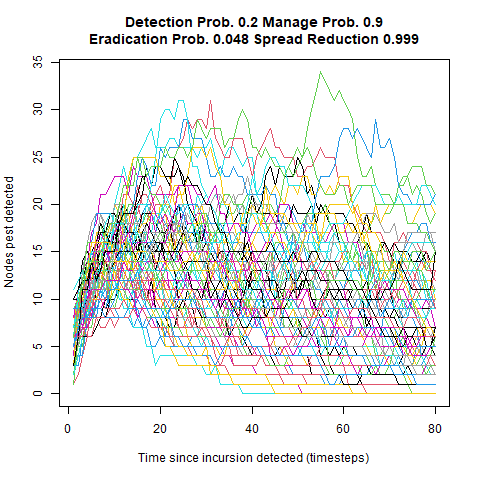 Detection Prob. 0.2 Manage Prob. 0.9
Eradication Prob. 0.048 Spread Reduction 0.999
Nodes pest detected
35
30
25
20
15
10
5
0
0 20 40 60 80
Time since incursion detected (timesteps)